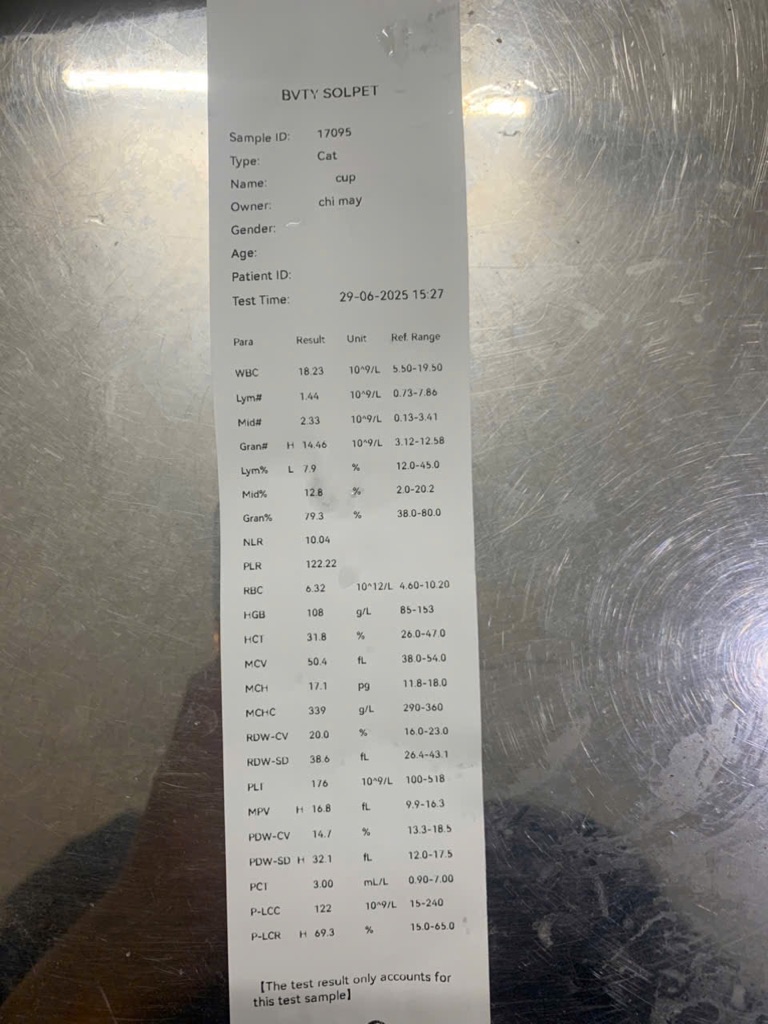 BVTY SOLPET
Sample ID: 17095
Type: Cat
Name: cup
Owner: chi may
Gender:
Age:
Patient ID:
Test Time: 29-06-2025 15:27
Para Result Unit Ref. Range
WBC 18.23 10^9/L 5.50-19.50
Lym# 1.44 10^9/L 0.73-7.86
Mid# 2.33 10^9/L 0.13-3.41
Gran# H 14.46 10^9/L 3.12-12.58
Lym% L 7.9 % 12.0-45.0
Mid% 12.8 % 2.0-20.2
Gran% 79.3 % 38.0-80.0
NLR 10.04
PLR 122.22
RBC 6.32 10^12/L 4.60-10.20
HGB 108 g/L 85-153
HCT 31.8 % 26.0-47.0
MCV 50.4 fL 38.0-54.0
MCH 17.1 pg 11.8-18.0
MCHC 339 g/L 290-360
RDW-CV 20.0 % 16.0-23.0
RDW-SD 38.6 fL 26.4-43.1
PLT 176 10^9/L 100-518
MPV H 16.8 fL 9.9-16.3
PDW-CV 14.7 % 13.3-18.5
PDW-SD H 32.1 fL 12.0-17.5
PCT 3.00 mL/L 0.90-7.00
P-LCC 122 10^9/L 15-240
P-LCR H 69.3 % 15.0-65.0
【The test result only accounts for
this test sample】